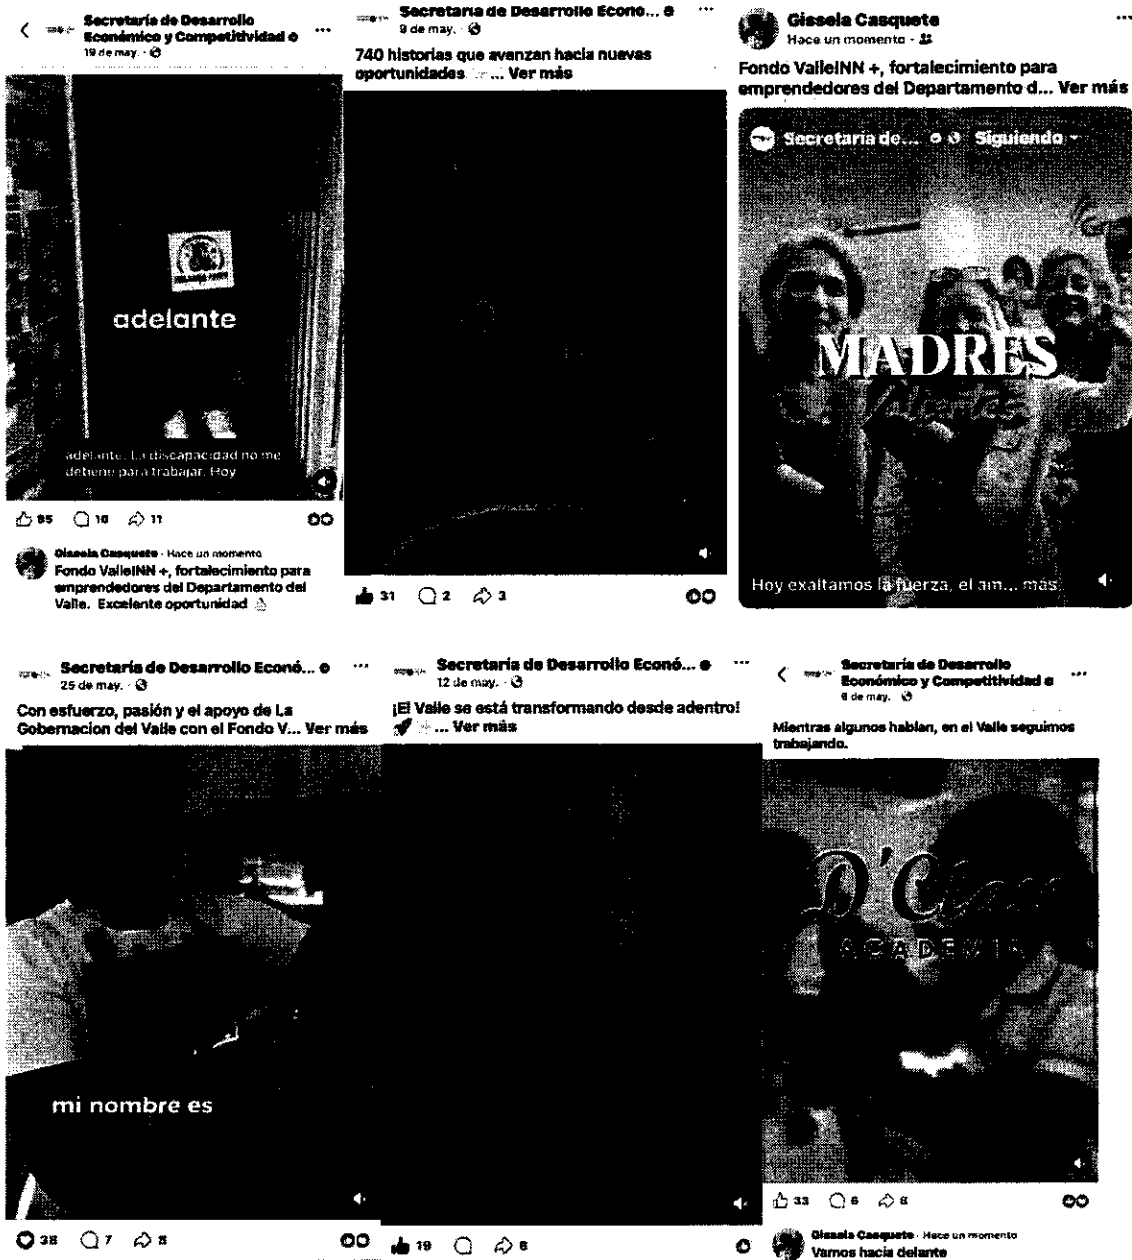 Secretaría de Desarrollo
Económico y Competitividad
19 de may.
adelante
adelante. La discapacidad no me
detiene para trabajar. Hoy
95 10 11
Gissela Casquete · Hace un momento
Fondo ValleINN +, fortalecimiento para
emprendedores del Departamento del
Valle. Excelente oportunidad
Secretaría de Desarrollo Econó...
9 de may.
740 historias que avanzan hacia nuevas
oportunidades ... Ver más
31 2 3
Gissela Casquete
Hace un momento
Fondo ValleINN +, fortalecimiento para
emprendedores del Departamento d... Ver más
Secretaría de... Siguiendo
MADRES
Hoy exaltamos la fuerza, el am... más
Secretaría de Desarrollo Econó...
25 de may.
Con esfuerzo, pasión y el apoyo de La
Gobernacion del Valle con el Fondo V... Ver más
mi nombre es
38 7 8
Secretaría de Desarrollo Econó...
12 de may.
¡El Valle se está transformando desde adentro!
... Ver más
19 6
Secretaría de Desarrollo
Económico y Competitividad
6 de may.
Mientras algunos hablan, en el Valle seguimos
trabajando.
D'Class
ACADEMIA
33 6 8
Gissela Casquete · Hace un momento
Vamos hacia delante